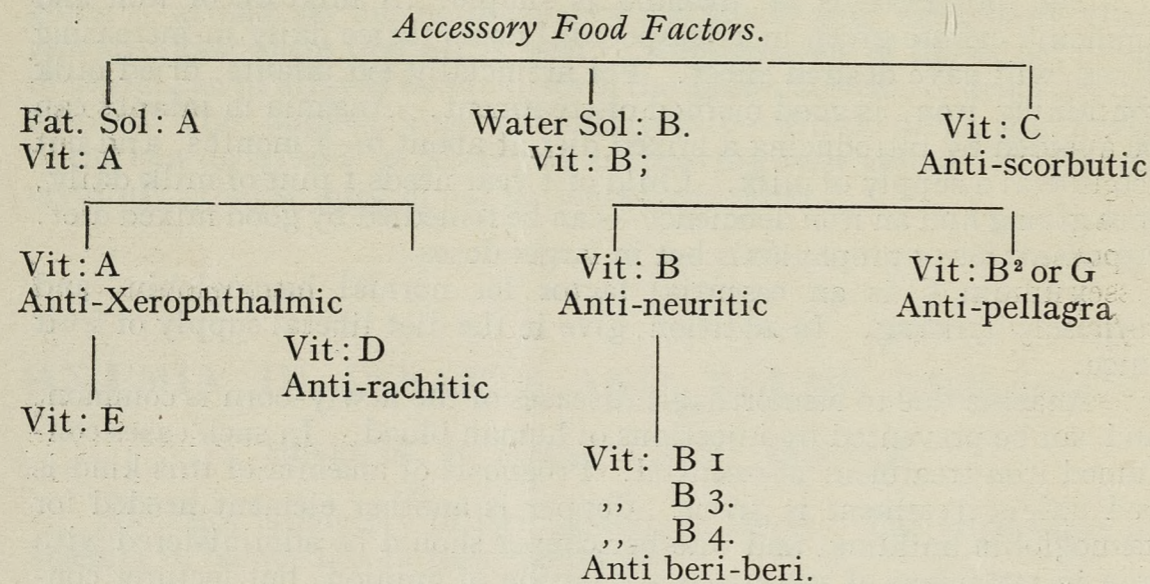 Accessory Food Factors.
Fat. Sol: A
Vit: A
Water Sol: B.
Vit: B;
Vit: C
Anti-scorbutic
Vit: A
Anti-Xerophthalmic
Vit: D
Anti-rachitic
Vit: E
Vit: B
Anti-neuritic
Vit: B² or G
Anti-pellagra
Vit: B 1
,, B 3.
,, B 4.
Anti beri-beri.